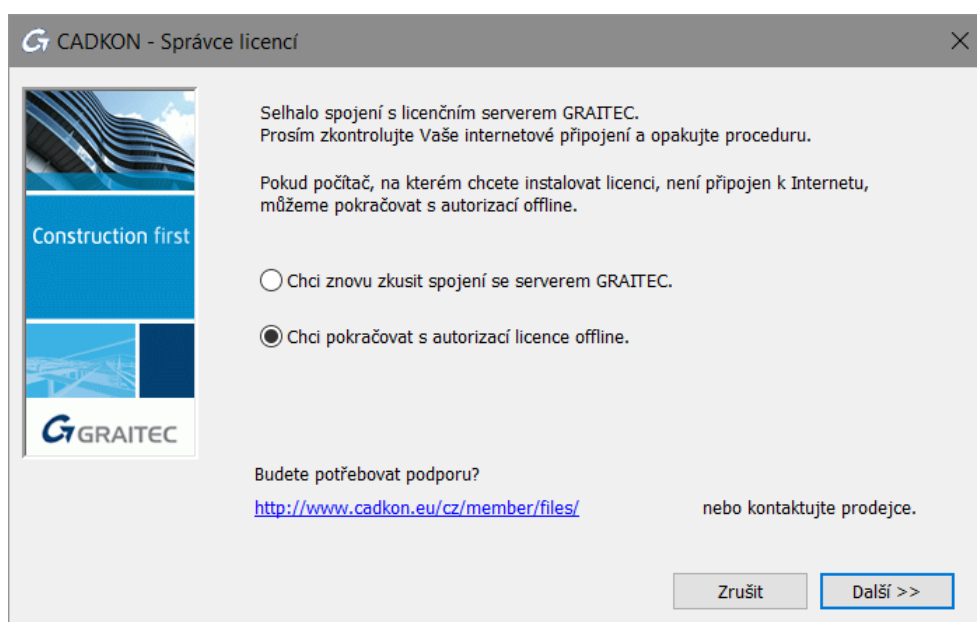 CADKON - Správce licencí
Selhalo spojení s licenčním serverem GRAITEC.
Prosím zkontrolujte Vaše internetové připojení a opakujte proceduru.
Pokud počítač, na kterém chcete instalovat licenci, není připojen k Internetu,
můžeme pokračovat s autorizací offline.
Construction first
Chci znovu zkusit spojení se serverem GRAITEC.
Chci pokračovat s autorizací licence offline.
GRAITEC
Budete potřebovat podporu?
http://www.cadkon.eu/cz/member/files/ nebo kontaktujte prodejce.
Zrušit Další >>